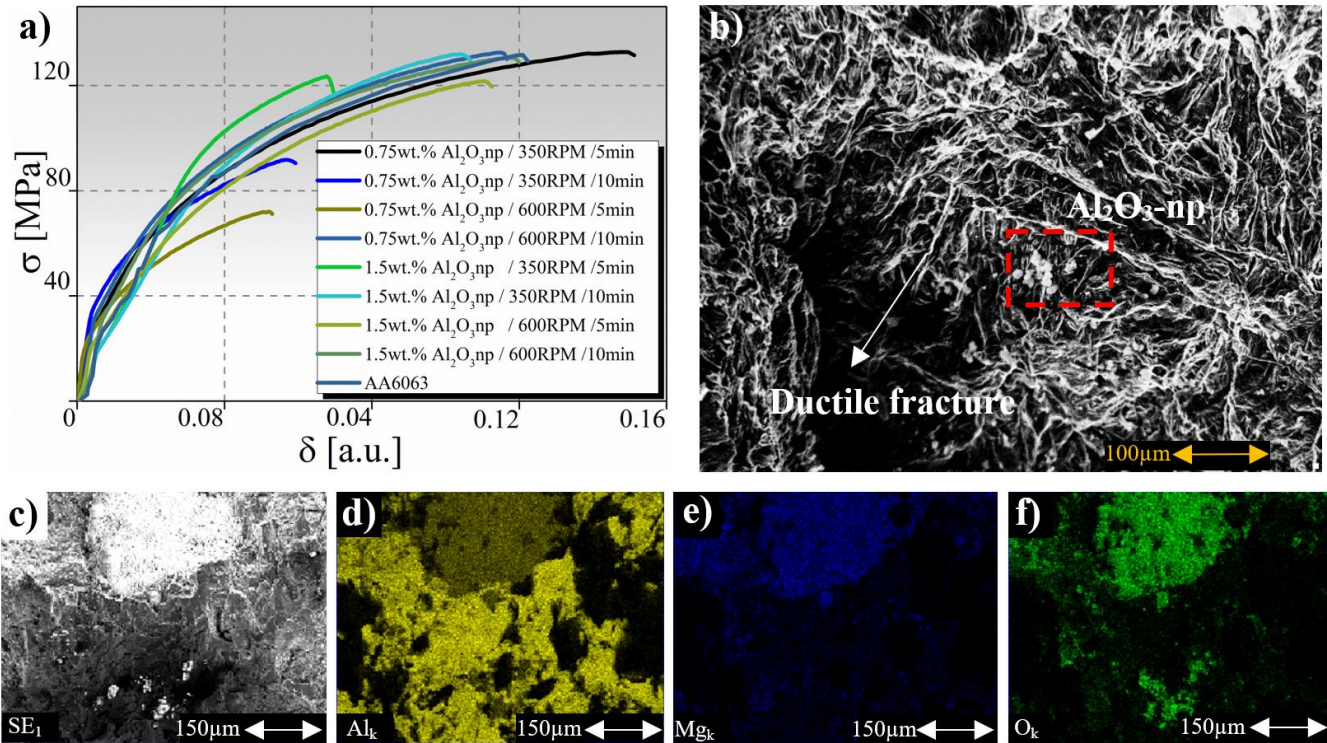 a)
120
80
40
0
0.08
0.04
0.12
0.16
σ [MPa]
δ [a.u.]
0.75wt.% Al₂O₃np / 350RPM /5min
0.75wt.% Al₂O₃np / 350RPM /10min
0.75wt.% Al₂O₃np / 600RPM /5min
0.75wt.% Al₂O₃np / 600RPM /10min
1.5wt.% Al₂O₃np / 350RPM /5min
1.5wt.% Al₂O₃np / 350RPM /10min
1.5wt.% Al₂O₃np / 600RPM /5min
1.5wt.% Al₂O₃np / 600RPM /10min
AA6063
b)
Al₂O₃-np
Ductile fracture
100µm
c)
SE₁
150µm
d)
Alₖ
150µm
e)
Mgₖ
150µm
f)
Oₖ
150µm